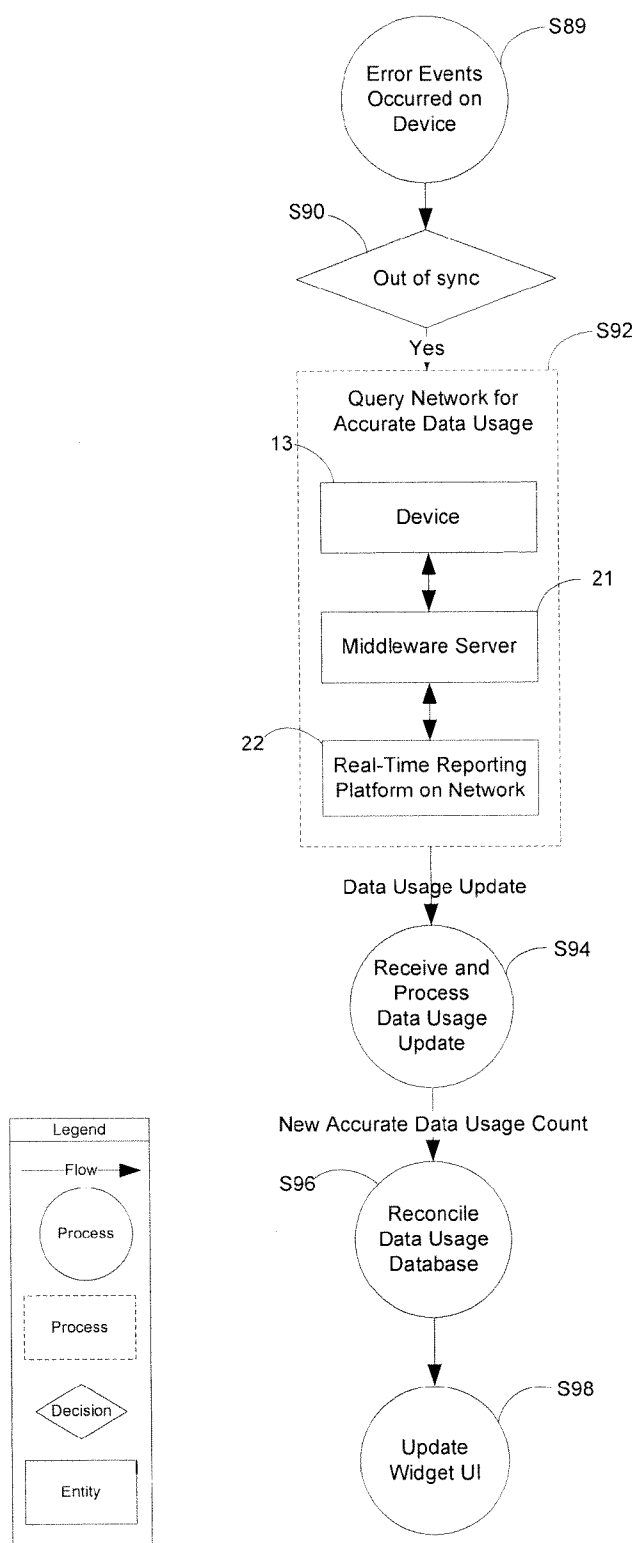 S89
Error Events
Occurred on
Device
S90
Out of sync
Yes
S92
Query Network for
Accurate Data Usage
13
Device
21
Middleware Server
22
Real-Time Reporting
Platform on Network
Data Usage Update
S94
Receive and
Process
Data Usage
Update
New Accurate Data Usage Count
S96
Reconcile
Data Usage
Database
S98
Update
Widget UI
Legend
Flow
Process
Process
Decision
Entity